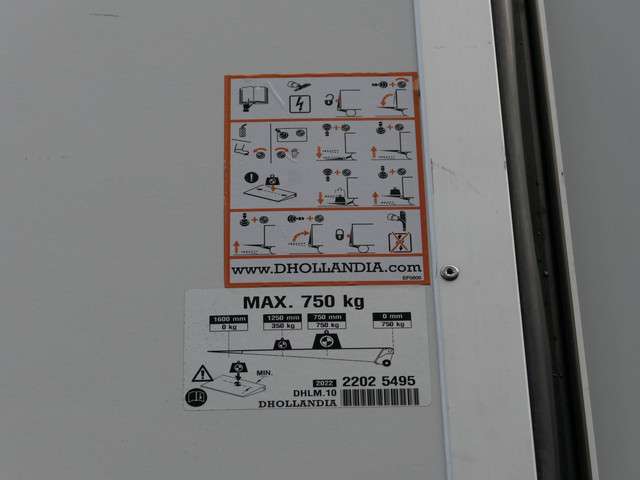 www.DHOLLANDIA.com
EF0600
MAX. 750 kg
1600 mm 1250 mm 750 mm 0 mm
0 kg 350 kg 750 kg 750 kg
MIN.
2022 2202 5495
DHLM.10
DHOLLANDIA